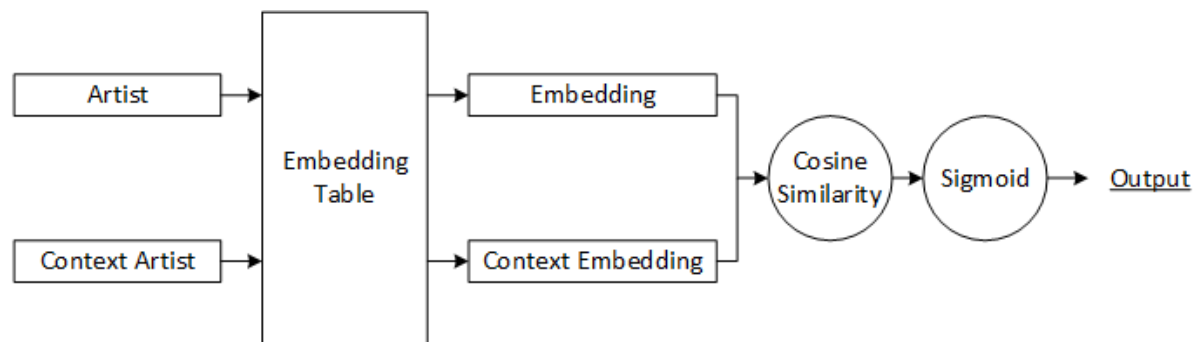 Artist
Context Artist
Embedding
Table
Embedding
Context Embedding
Cosine
Similarity
Sigmoid
Output